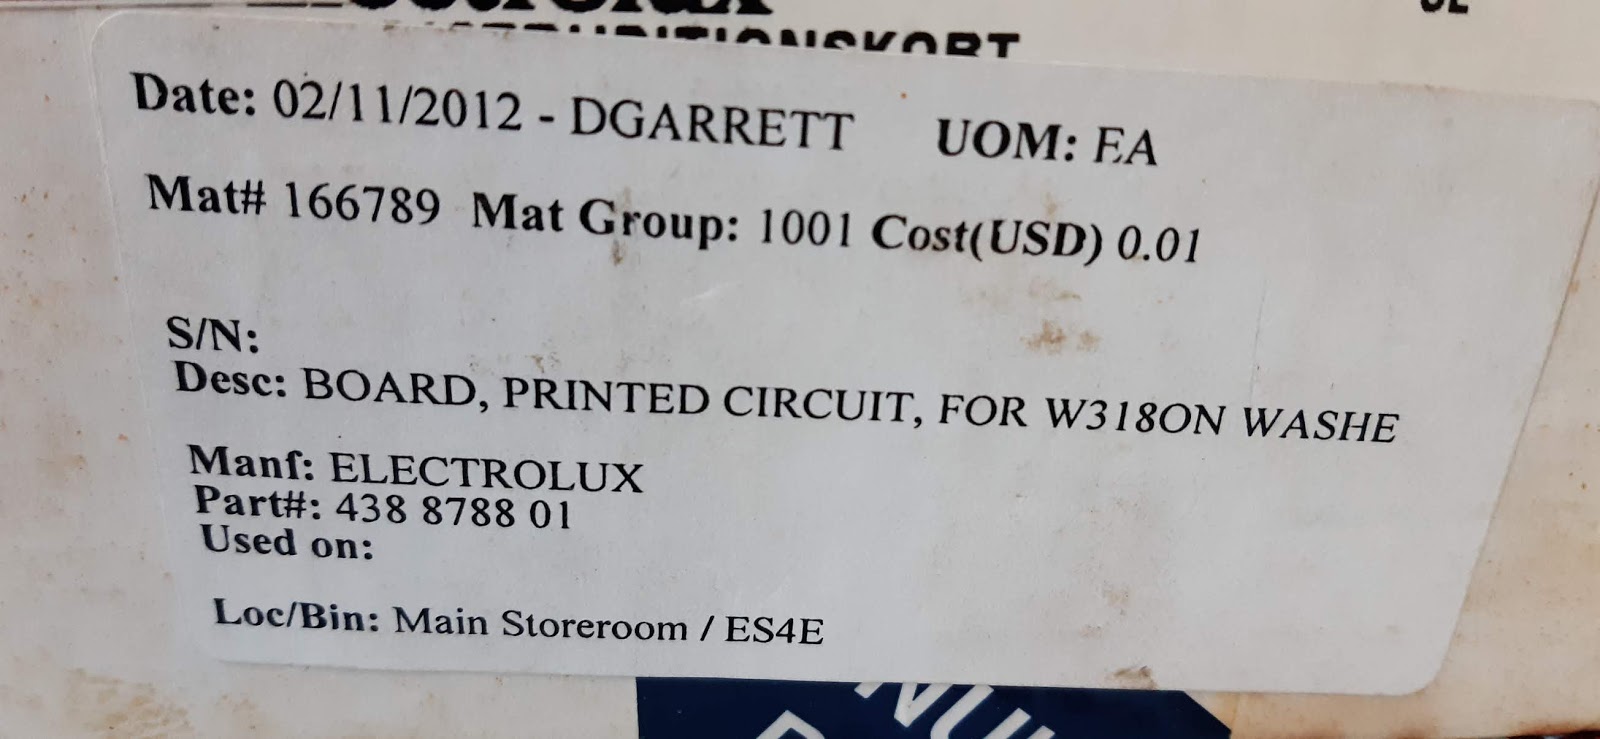 Date: 02/11/2012 - DGARRETT UOM: EA
Mat# 166789 Mat Group: 1001 Cost(USD) 0.01
S/N:
Desc: BOARD, PRINTED CIRCUIT, FOR W318ON WASHE
Manf: ELECTROLUX
Part#: 438 8788 01
Used on:
Loc/Bin: Main Storeroom / ES4E